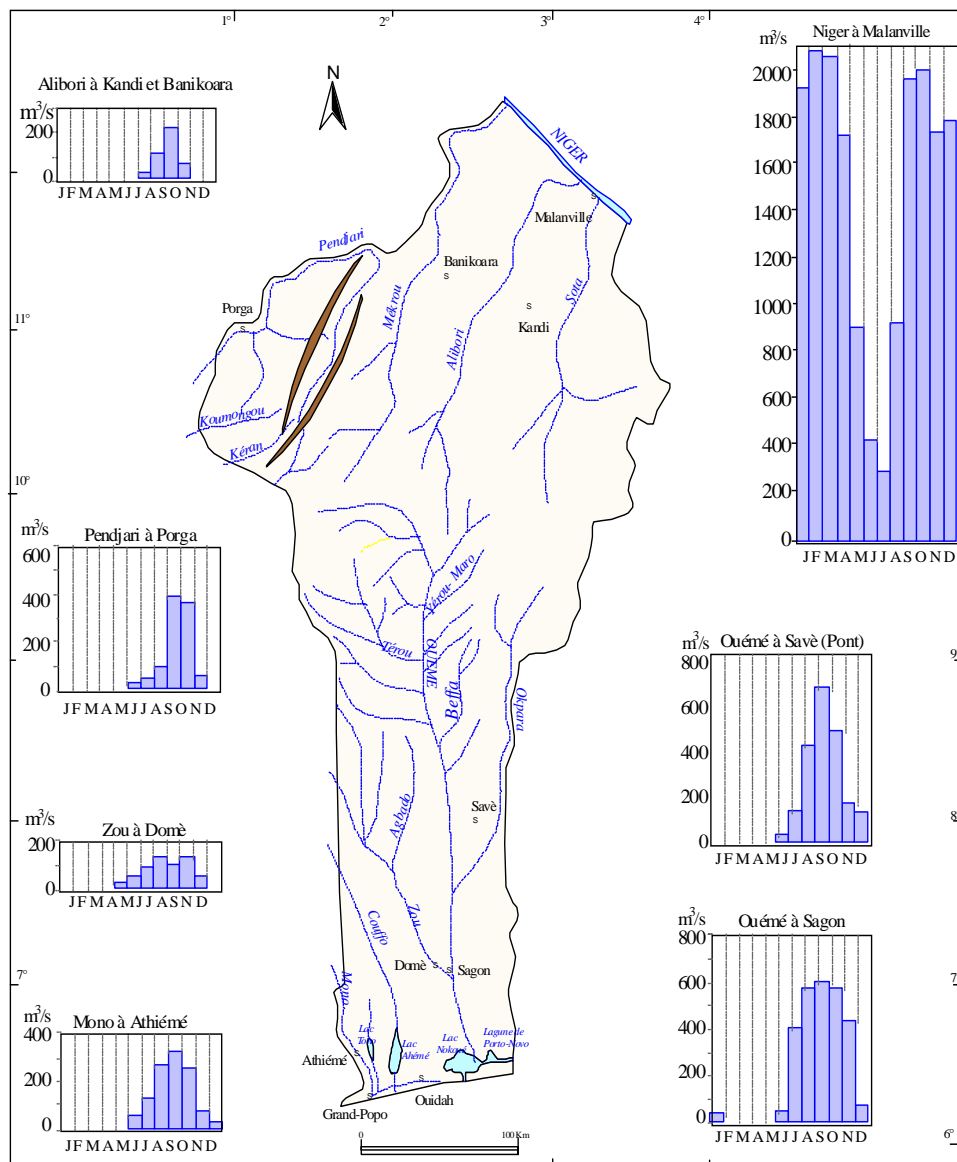 1° 2° 3° 4°
Niger à Malanville
m³/s
2000
1800
1600
1400
1200
1000
800
600
400
200
0
J F M A M J J A S O N D
Alibori à Kandi et Banikoara
m³/s
200
0
J F M A M J J A S O N D
N
NIGER
Malanville
Pendjari
Banikoara
Porga
Mékrou
Alibori
Sota
Kandi
11°
Koumongou
Kéran
10°
Pendjari à Porga
m³/s
600
400
200
0
J F M A M J J A S O N D
Yérou- Maro
Térou
OUEME
Beffa
Okpara
Ouémé à Savè (Pont)
m³/s
800
600
400
200
0
J F M A M J J A S O N D
9
8°
8
Agbado
Savè
Zou à Domè
200
0
J F M A M J J A S O N D
Couffo
Zou
Domè
Sagon
7°
7
Mono
Ouémé à Sagon
m³/s
800
600
400
200
0
J F M A M J J A S O N D
Mono à Athiémé
m³/s
400
200
0
J F M A M J J A S O N D
Lac
Toho
Lac
Ahémé
Lac
Nokoué
Lagune de
Porto-Novo
Athiémé
Ouidah
Grand-Popo
0 100 Km
6°